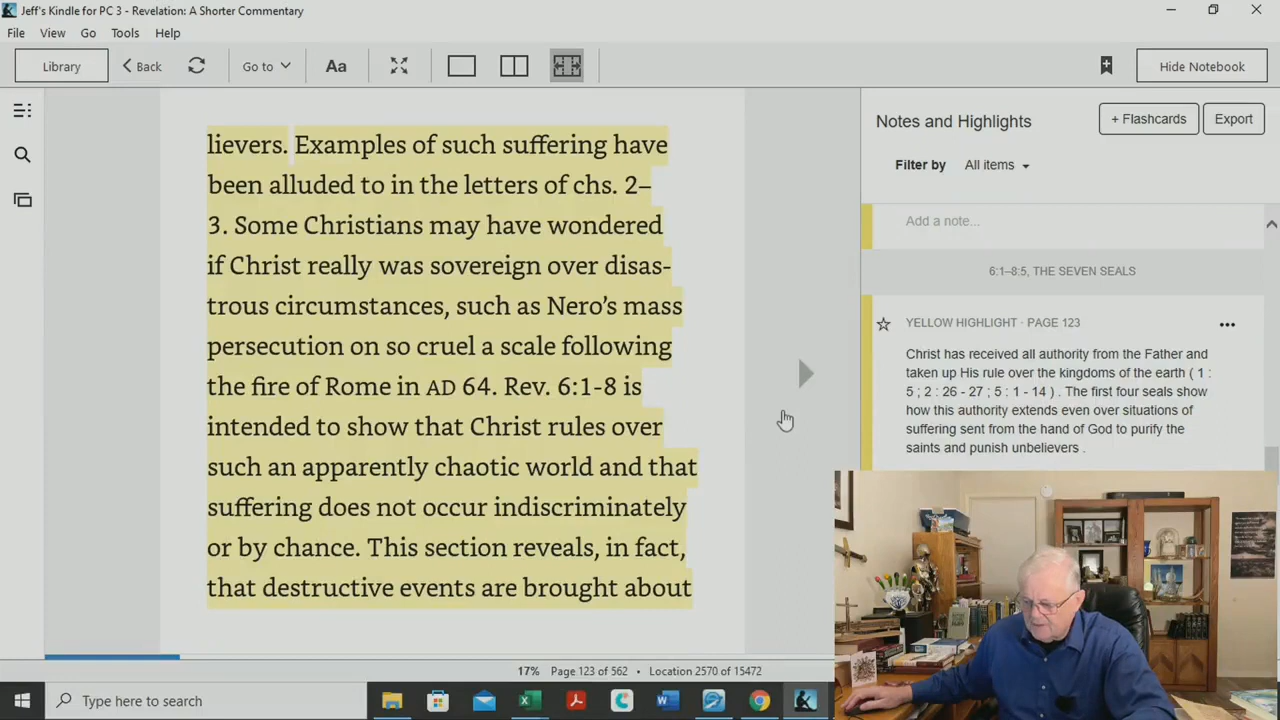 Jeff's Kindle for PC 3 - Revelation: A Shorter Commentary
File View Go Tools Help
Library
Back
Go to
Aa
Hide Notebook
lievers. Examples of such suffering have
been alluded to in the letters of chs. 2–
3. Some Christians may have wondered
if Christ really was sovereign over disas-
trous circumstances, such as Nero's mass
persecution on so cruel a scale following
the fire of Rome in AD 64. Rev. 6:1-8 is
intended to show that Christ rules over
such an apparently chaotic world and that
suffering does not occur indiscriminately
or by chance. This section reveals, in fact,
that destructive events are brought about
Notes and Highlights
+ Flashcards
Export
Filter by All items
Add a note...
6:1–8:5, THE SEVEN SEALS
YELLOW HIGHLIGHT · PAGE 123
Christ has received all authority from the Father and
taken up His rule over the kingdoms of the earth ( 1 :
5 ; 2 : 26 - 27 ; 5 : 1 - 14 ) . The first four seals show
how this authority extends even over situations of
suffering sent from the hand of God to purify the
saints and punish unbelievers .
17% Page 123 of 562 • Location 2570 of 15472
Type here to search